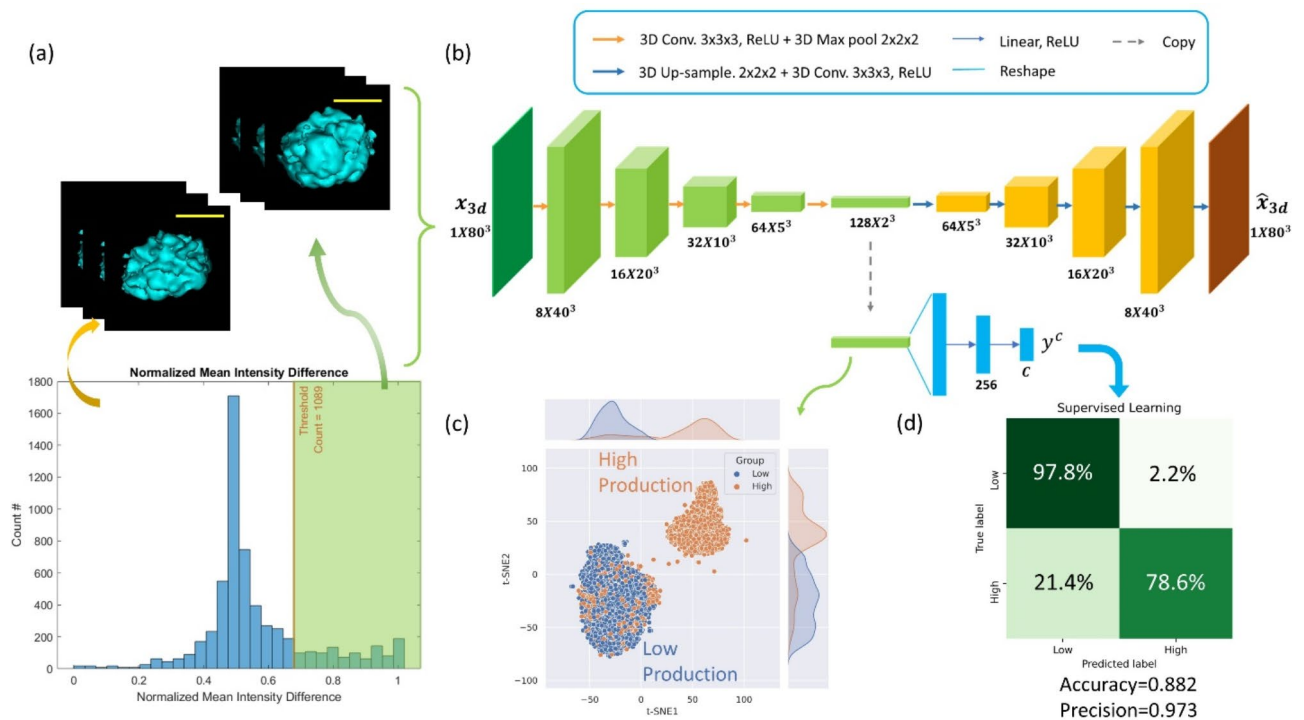 (a)
(b)
3D Conv. 3x3x3, ReLU + 3D Max pool 2x2x2
Linear, ReLU
Copy
3D Up-sample. 2x2x2 + 3D Conv. 3x3x3, ReLU
Reshape
x₃d
1X80³
8X40³
16X20³
32X10³
64X5³
128X2³
64X5³
32X10³
16X20³
8X40³
x̂₃d
1X80³
256
C
yᶜ
Normalized Mean Intensity Difference
Threshold
Count = 1089
Count #
1800
1600
1400
1200
1000
800
600
400
200
0
0
0.2
0.4
0.6
0.8
1
Normalized Mean Intensity Difference
(c)
High
Production
Group
Low
High
Low
Production
t-SNE2
100
50
0
−50
−100
−50
0
50
100
t-SNE1
(d)
Supervised Learning
97.8%
2.2%
21.4%
78.6%
True label
Low
High
Low
High
Predicted label
Accuracy=0.882
Precision=0.973